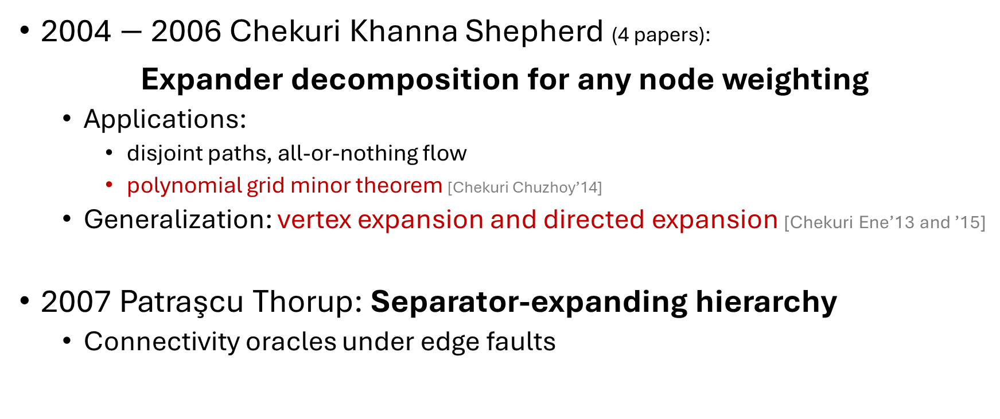 • 2004 – 2006 Chekuri Khanna Shepherd (4 papers):
Expander decomposition for any node weighting
• Applications:
• disjoint paths, all-or-nothing flow
• polynomial grid minor theorem [Chekuri Chuzhoy’14]
• Generalization: vertex expansion and directed expansion [Chekuri Ene’13 and ’15]
• 2007 Patraşcu Thorup: Separator-expanding hierarchy
• Connectivity oracles under edge faults